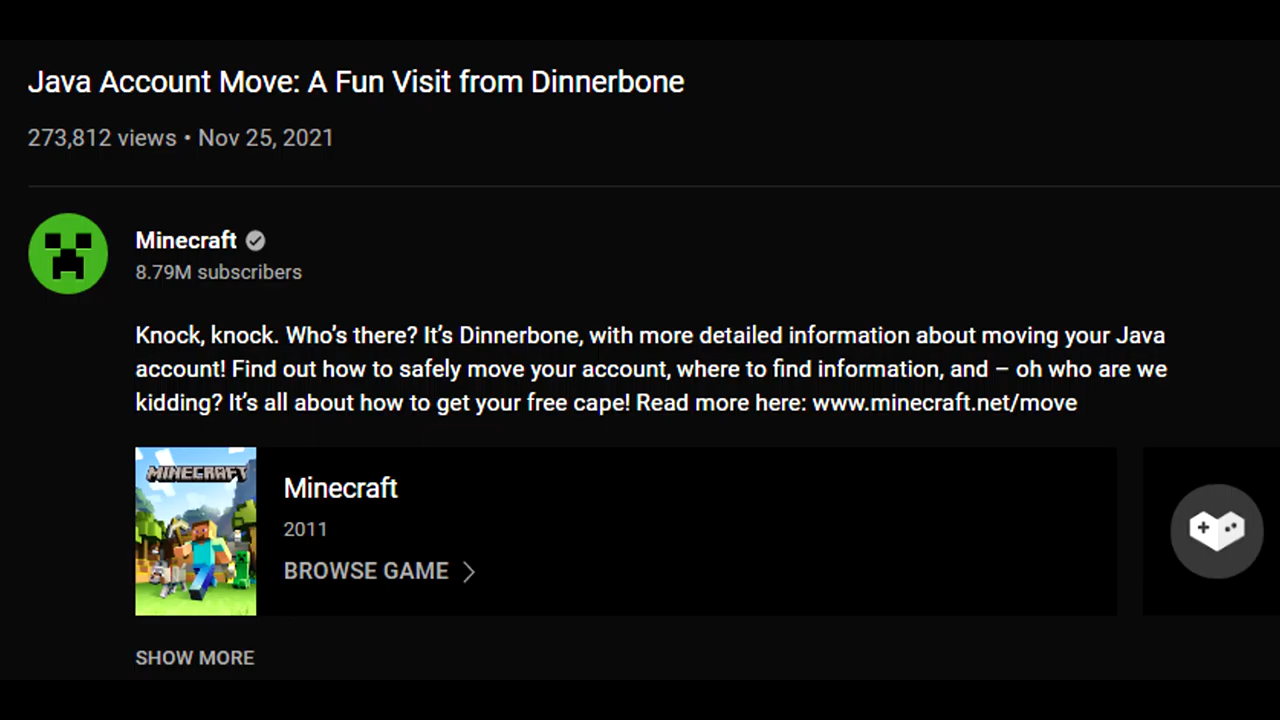 Java Account Move: A Fun Visit from Dinnerbone
273,812 views • Nov 25, 2021
Minecraft
8.79M subscribers
Knock, knock. Who’s there? It’s Dinnerbone, with more detailed information about moving your Java
account! Find out how to safely move your account, where to find information, and – oh who are we
kidding? It’s all about how to get your free cape! Read more here: www.minecraft.net/move
MINECRAFT
Minecraft
2011
BROWSE GAME
SHOW MORE